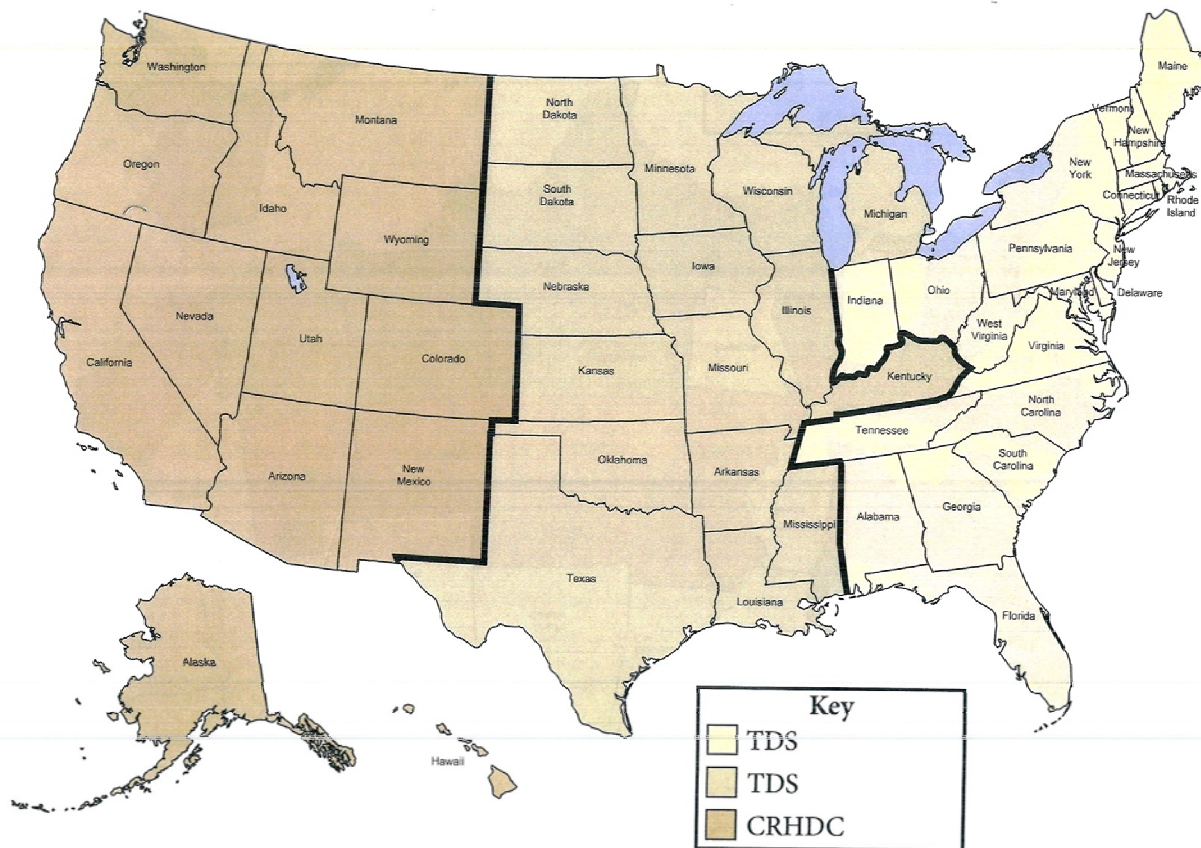 Washington
Montana
North
Dakota
Minnesota
Maine
Vermont
New
Hampshire
Oregon
Idaho
Wyoming
South
Dakota
Wisconsin
Michigan
New
York
Massachusetts
Connecticut
Rhode
Island
Nevada
Utah
Colorado
Nebraska
Iowa
Illinois
Indiana
Ohio
Pennsylvania
New
Jersey
Maryland
Delaware
West
Virginia
Virginia
California
Kansas
Missouri
Kentucky
Arizona
New
Mexico
Oklahoma
Arkansas
Tennessee
North
Carolina
South
Carolina
Texas
Louisiana
Mississippi
Alabama
Georgia
Florida
Alaska
Hawaii
Key
TDS
TDS
CRHDC